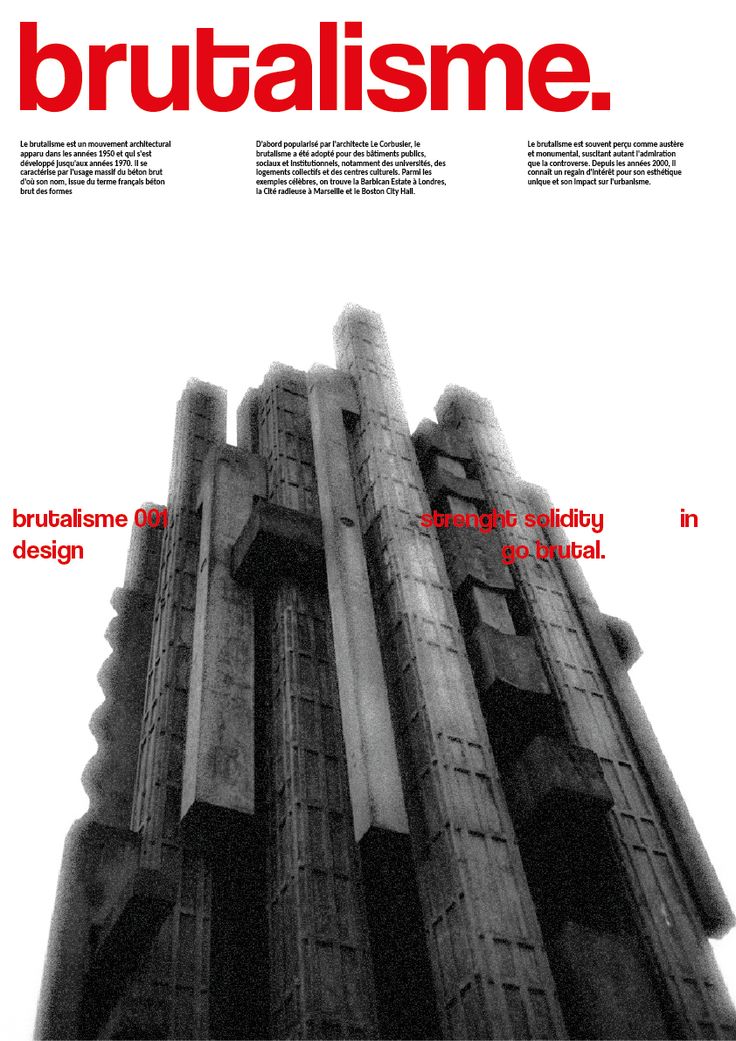 brutalisme.
Le brutalisme est un mouvement architectural
apparu dans les années 1950 et qui s'est
développé jusqu'aux années 1970. Il se
caractérise par l'usage massif du béton brut
d'où son nom, issue du terme français béton
brut des formes
D'abord popularisé par l'architecte Le Corbusier, le
brutalisme a été adopté pour des bâtiments publics,
sociaux et institutionnels, notamment des universités, des
logements collectifs et des centres culturels. Parmi les
exemples célèbres, on trouve la Barbican Estate à Londres,
la Cité radieuse à Marseille et le Boston City Hall.
Le brutalisme est souvent perçu comme austère
et monumental, suscitant autant l'admiration
que la controverse. Depuis les années 2000, il
connaît un regain d'intérêt pour son esthétique
unique et son impact sur l'urbanisme.
brutalisme 001 strenght solidity in
design go brutal.